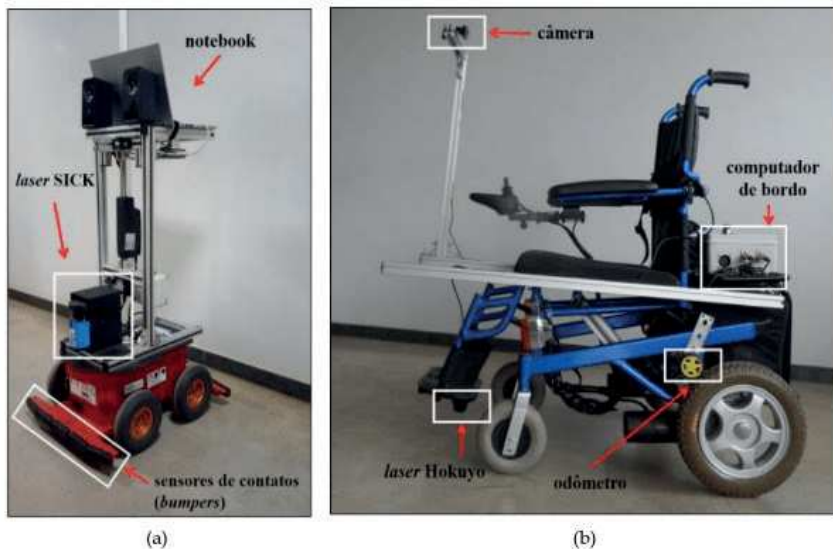 notebook
laser SICK
sensores de contatos
(bumpers)
câmera
computador
de bordo
laser Hokuyo
odômetro
(a)
(b)